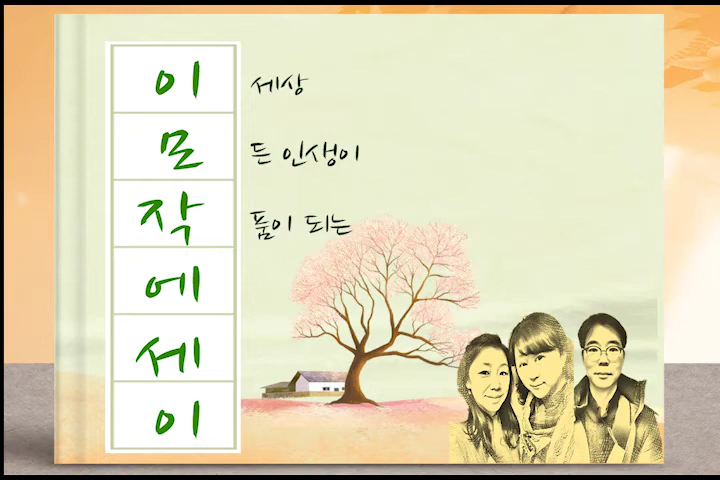 이 세상
모 든 인생이
작 품이 되는
에
세
이